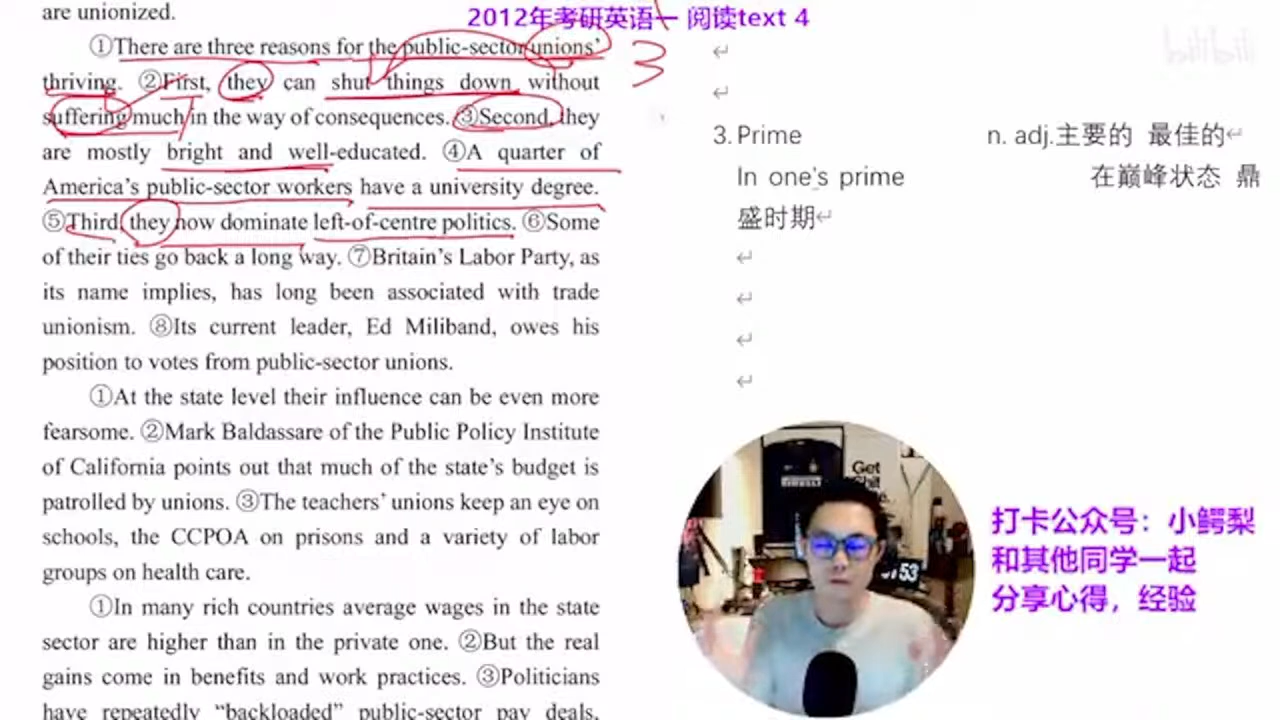 2012年考研英语一 阅读text 4
are unionized.
①There are three reasons for the public-sector unions'
thriving. ②First, they can shut things down without
suffering much in the way of consequences. ③Second, they
are mostly bright and well-educated. ④A quarter of
America's public-sector workers have a university degree.
⑤Third, they now dominate left-of-centre politics. ⑥Some
of their ties go back a long way. ⑦Britain's Labor Party, as
its name implies, has long been associated with trade
unionism. ⑧Its current leader, Ed Miliband, owes his
position to votes from public-sector unions.
①At the state level their influence can be even more
fearsome. ②Mark Baldassare of the Public Policy Institute
of California points out that much of the state's budget is
patrolled by unions. ③The teachers' unions keep an eye on
schools, the CCPOA on prisons and a variety of labor
groups on health care.
①In many rich countries average wages in the state
sector are higher than in the private one. ②But the real
gains come in benefits and work practices. ③Politicians
have repeatedly "backloaded" public-sector pay deals,
3
bilibili
3. Prime n. adj.主要的 最佳的
In one's prime 在巅峰状态 鼎
盛时期
Get
53
打卡公众号：小鳄梨
和其他同学一起
分享心得，经验